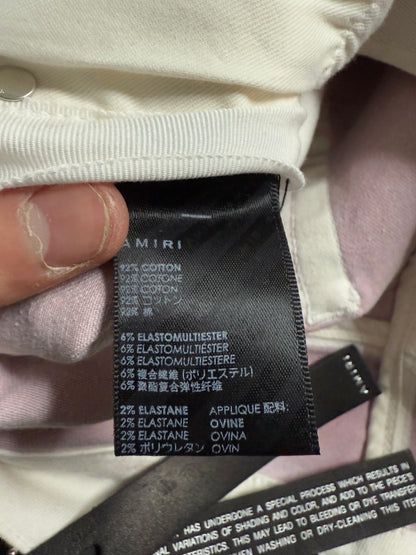 AMIRI
92% COTTON
92% COTONE
92% COTON
92% コットン
92% 棉
6% ELASTOMULTIESTER
6% ELASTOMULTIÉSTER
6% ELASTOMULTIESTERE
6% 複合繊維 (ポリエステル)
6% 聚酯复合弹性纤维
2% ELASTANE APPLIQUE 配料:
2% ELASTANE OVINE
2% ELASTANE OVINA
2% ポリウレタン OVIN
AMIRI
HAS UNDERGONE A SPECIAL PROCESS WHICH RESULTS IN
VARIATIONS OF SHADING AND COLOR, AND ADD TO THE PIECE'S
THIS MAY LEAD TO BLEEDING OR DYE TRANSFER
WASHING OR DRY-CLEANING THIS ITE